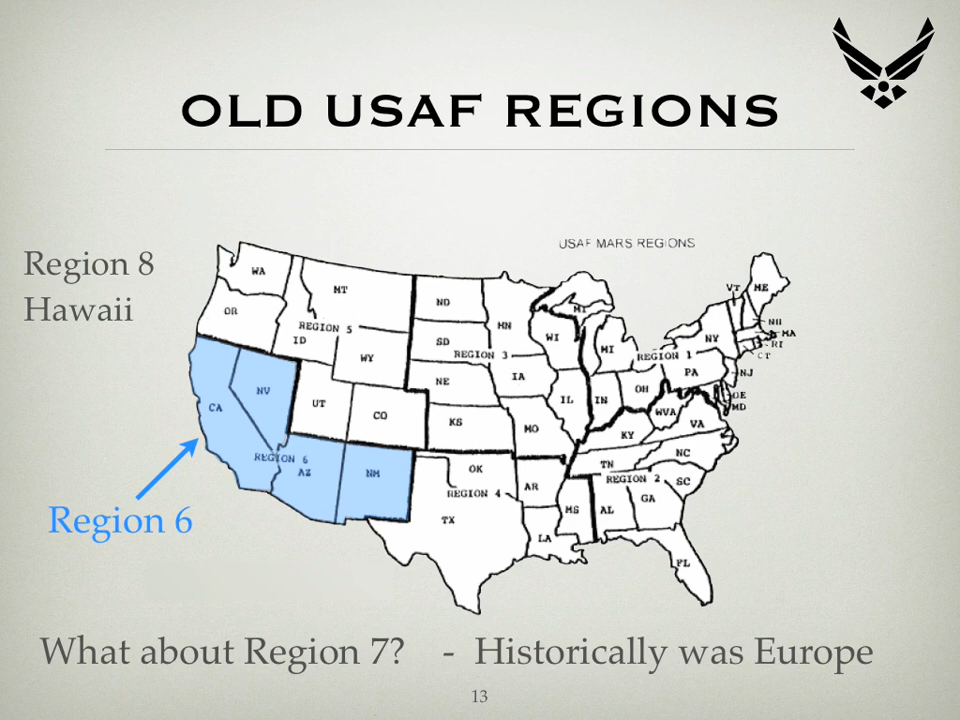 OLD USAF REGIONS
USAF MARS REGIONS
Region 8
Hawaii
WA
MT
ND
MN
VT
ME
OR
REGION 5
ID
WY
SD
REGION 3
WI
MI
MI
REGION 1
NY
NH
MA
RI
CT
PA
NJ
NV
CA
UT
CO
NE
IA
IL
IN
OH
DE
MD
WVA
VA
KS
MO
KY
REGION 6
AZ
NM
OK
REGION 4
AR
TN
NC
REGION 2
SC
TX
MS
AL
GA
LA
FL
Region 6
What about Region 7? - Historically was Europe
13